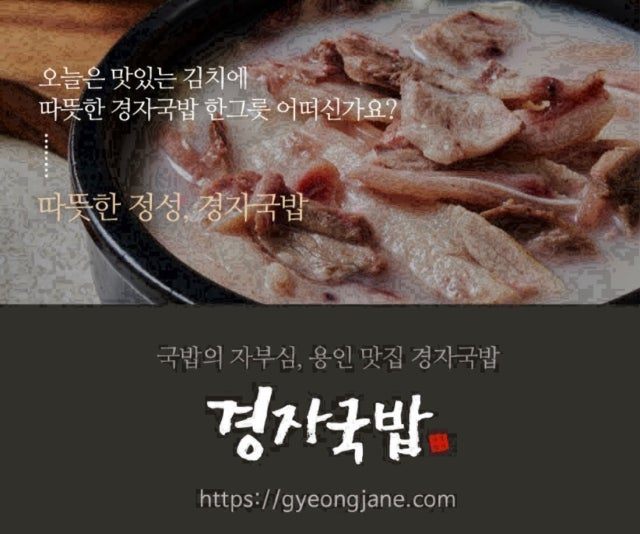 오늘은 맛있는 김치에
따뜻한 경자국밥 한그릇 어떠신가요?
따뜻한 정성, 경자국밥
국밥의 자부심, 용인 맛집 경자국밥
경자국밥
https://gyeongjane.com